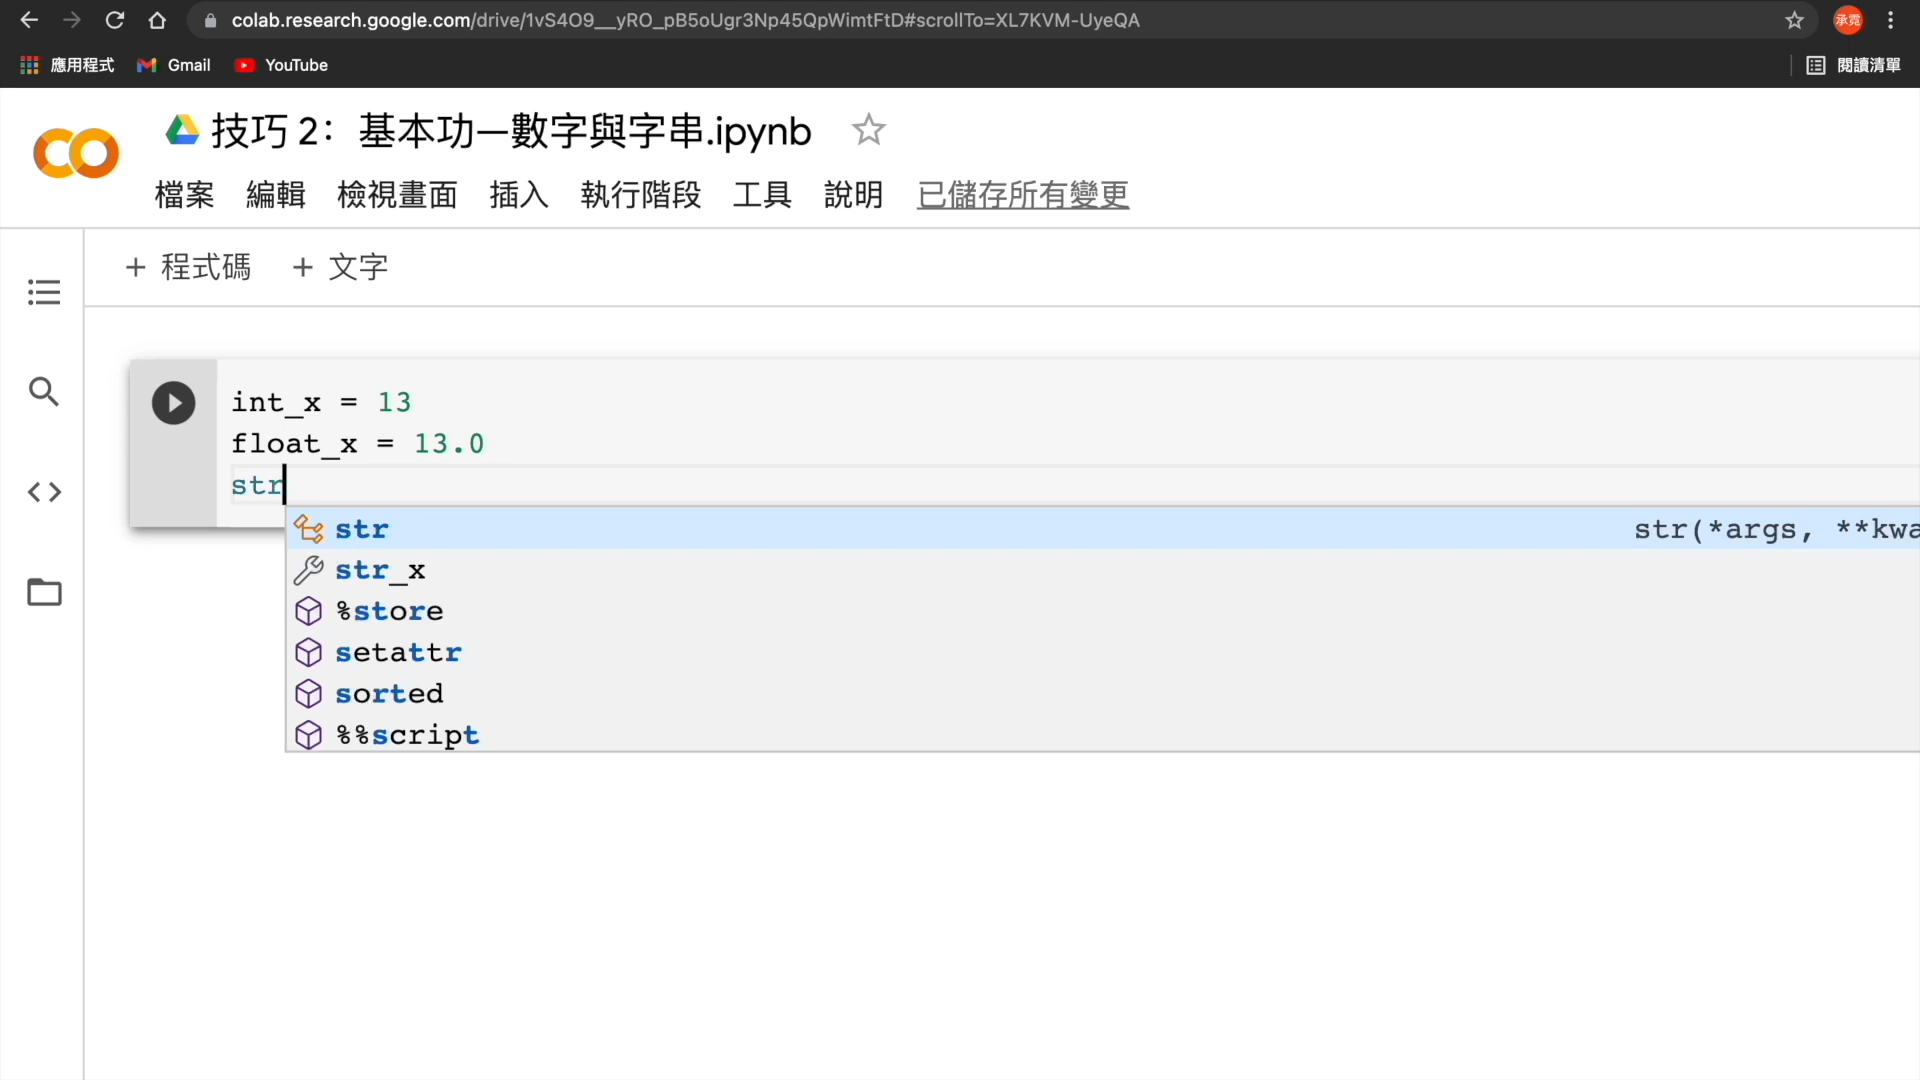 colab.research.google.com/drive/1vS4O9__yRO_pB5oUgr3Np45QpWimtFtD#scrollTo=XL7KVM-UyeQA
承霓
應用程式 Gmail YouTube 閱讀清單
技巧 2：基本功—數字與字串.ipynb
檔案 編輯 檢視畫面 插入 執行階段 工具 說明 已儲存所有變更
+ 程式碼 + 文字
int_x = 13
float_x = 13.0
str
str str(*args, **kwa
str_x
%store
setattr
sorted
%%script